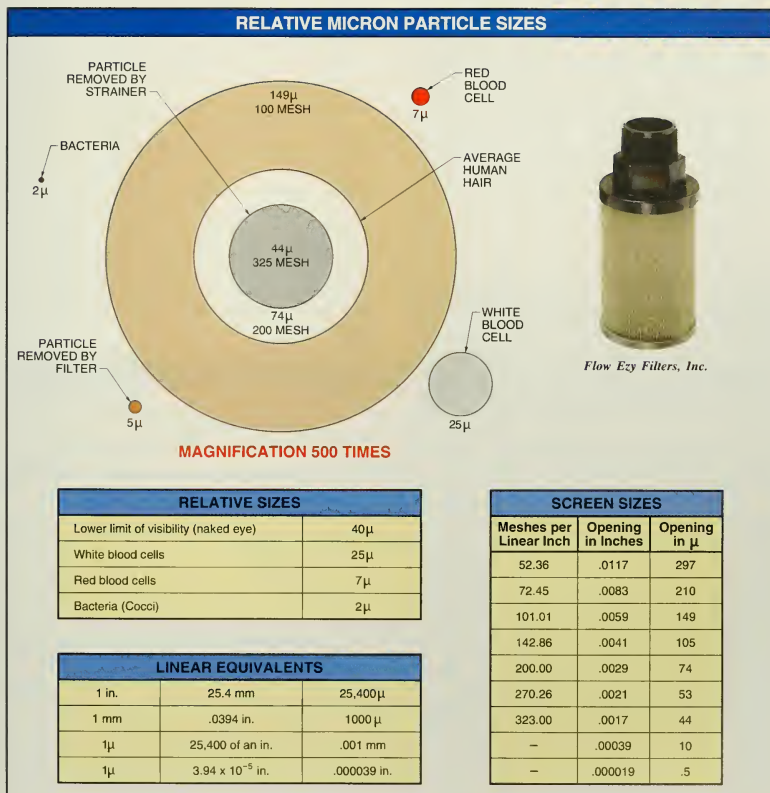 RELATIVE MICRON PARTICLE SIZES
PARTICLE
REMOVED BY
STRAINER
149µ
100 MESH
RED
BLOOD
CELL
7µ
BACTERIA
2µ
AVERAGE
HUMAN
HAIR
44µ
325 MESH
74µ
200 MESH
WHITE
BLOOD
CELL
25µ
PARTICLE
REMOVED BY
FILTER
5µ
Flow Ezy Filters, Inc.
MAGNIFICATION 500 TIMES
RELATIVE SIZES
Lower limit of visibility (naked eye) 40µ
White blood cells 25µ
Red blood cells 7µ
Bacteria (Cocci) 2µ
LINEAR EQUIVALENTS
1 in. 25.4 mm 25,400µ
1 mm .0394 in. 1000µ
1µ 25,400 of an in. .001 mm
1µ 3.94 x 10⁻⁵ in. .000039 in.
SCREEN SIZES
Meshes per Opening Opening
Linear Inch in Inches in µ
52.36 .0117 297
72.45 .0083 210
101.01 .0059 149
142.86 .0041 105
200.00 .0029 74
270.26 .0021 53
323.00 .0017 44
– .00039 10
– .000019 .5